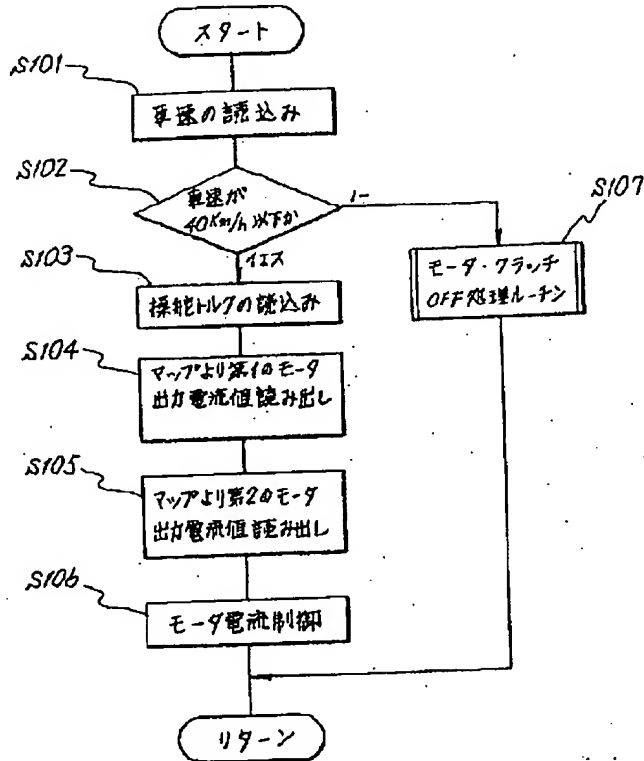 スタート
S101
車速の読込み
S102
車速が
40Km/h以下か
ノー
S107
イエス
モータ・クラッチ
OFF処理ルーチン
S103
操舵トルクの読込み
S104
マップより第1のモータ
出力電流値読み出し
S105
マップより第2のモータ
出力電流値読み出し
S106
モータ電流制御
リターン